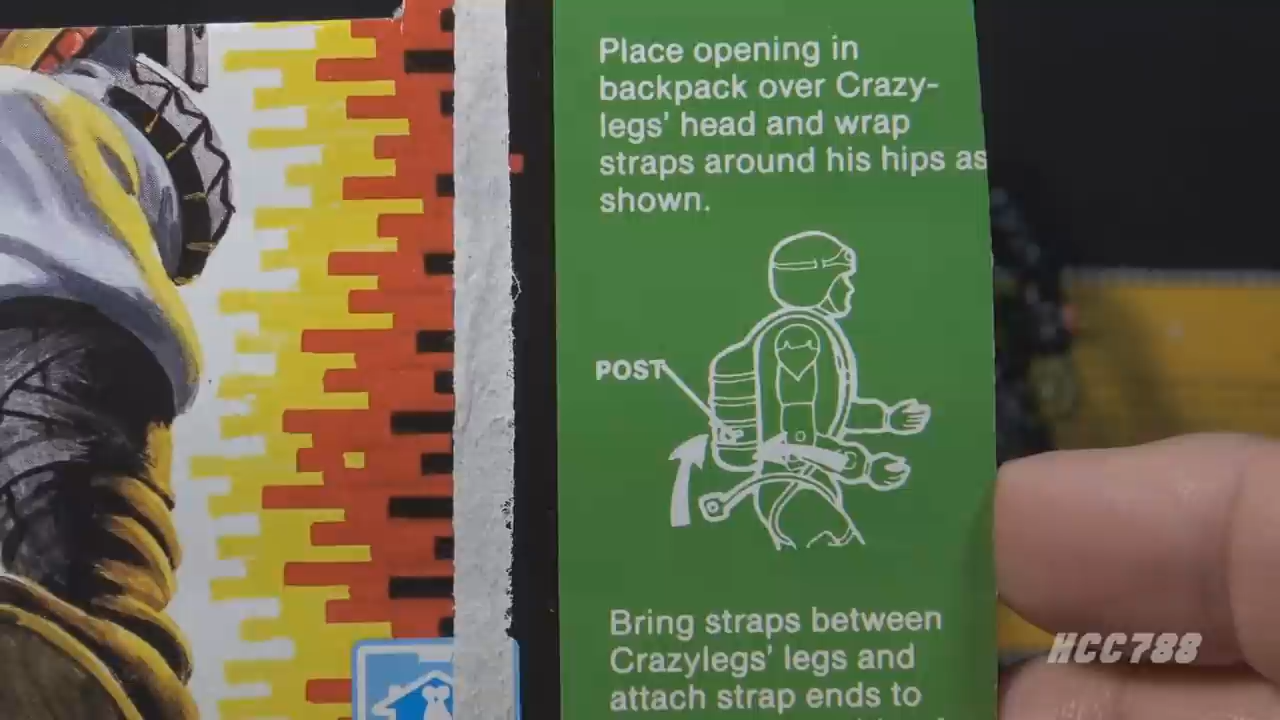 Place opening in
backpack over Crazy-
legs' head and wrap
straps around his hips as
shown.
POST
Bring straps between
Crazylegs' legs and
attach strap ends to
HCC788